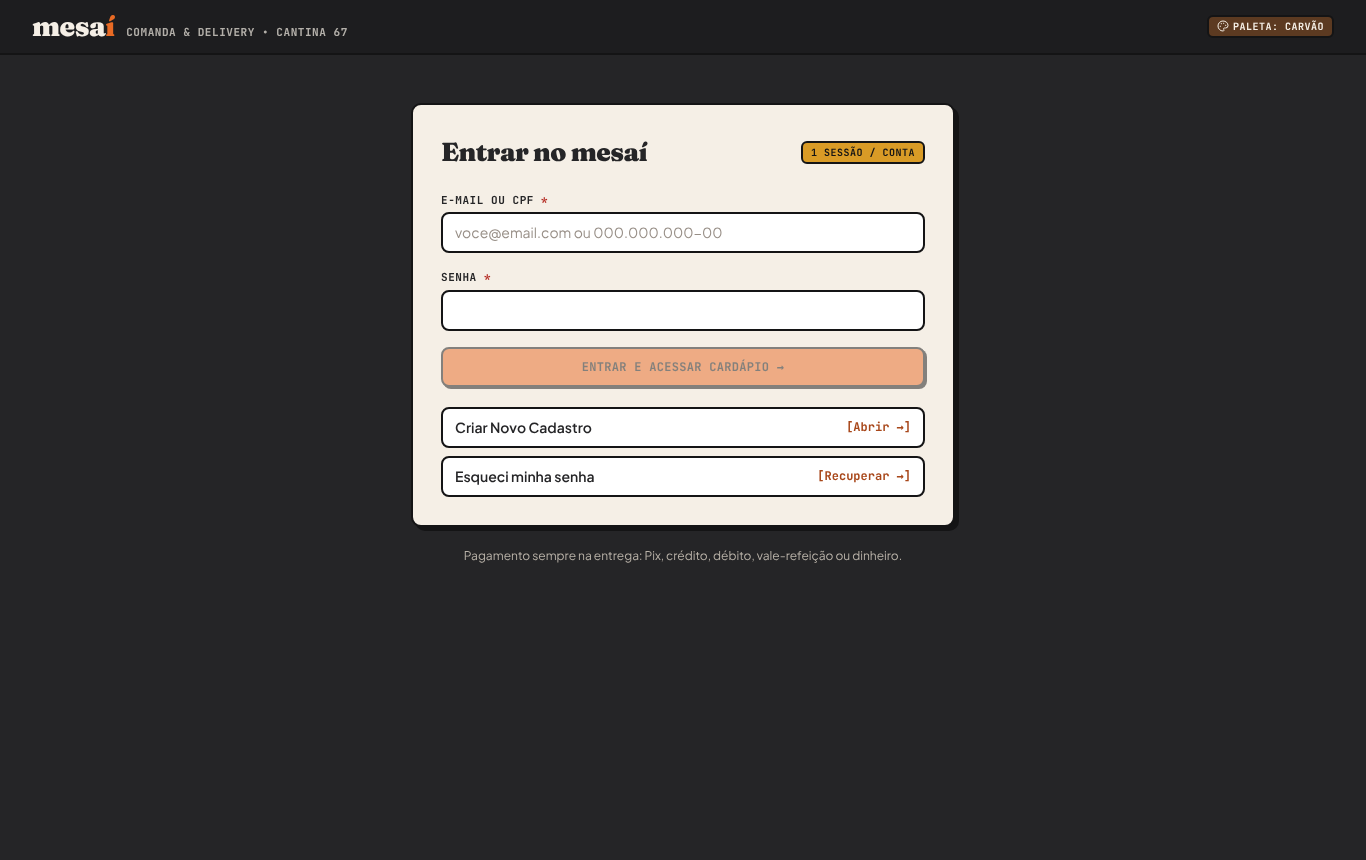 mesaí COMANDA & DELIVERY • CANTINA 67
PALETA: CARVÃO
Entrar no mesaí
1 SESSÃO / CONTA
E-MAIL OU CPF *
voce@email.com ou 000.000.000-00
SENHA *
ENTRAR E ACESSAR CARDÁPIO →
Criar Novo Cadastro [Abrir →]
Esqueci minha senha [Recuperar →]
Pagamento sempre na entrega: Pix, crédito, débito, vale-refeição ou dinheiro.